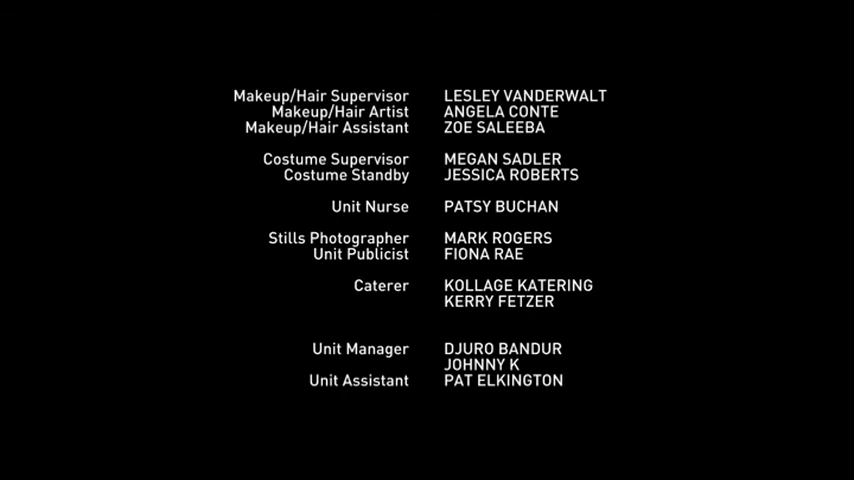 Makeup/Hair Supervisor LESLEY VANDERWALT
Makeup/Hair Artist ANGELA CONTE
Makeup/Hair Assistant ZOE SALEEBA
Costume Supervisor MEGAN SADLER
Costume Standby JESSICA ROBERTS
Unit Nurse PATSY BUCHAN
Stills Photographer MARK ROGERS
Unit Publicist FIONA RAE
Caterer KOLLAGE KATERING
KERRY FETZER
Unit Manager DJURO BANDUR
JOHNNY K
Unit Assistant PAT ELKINGTON